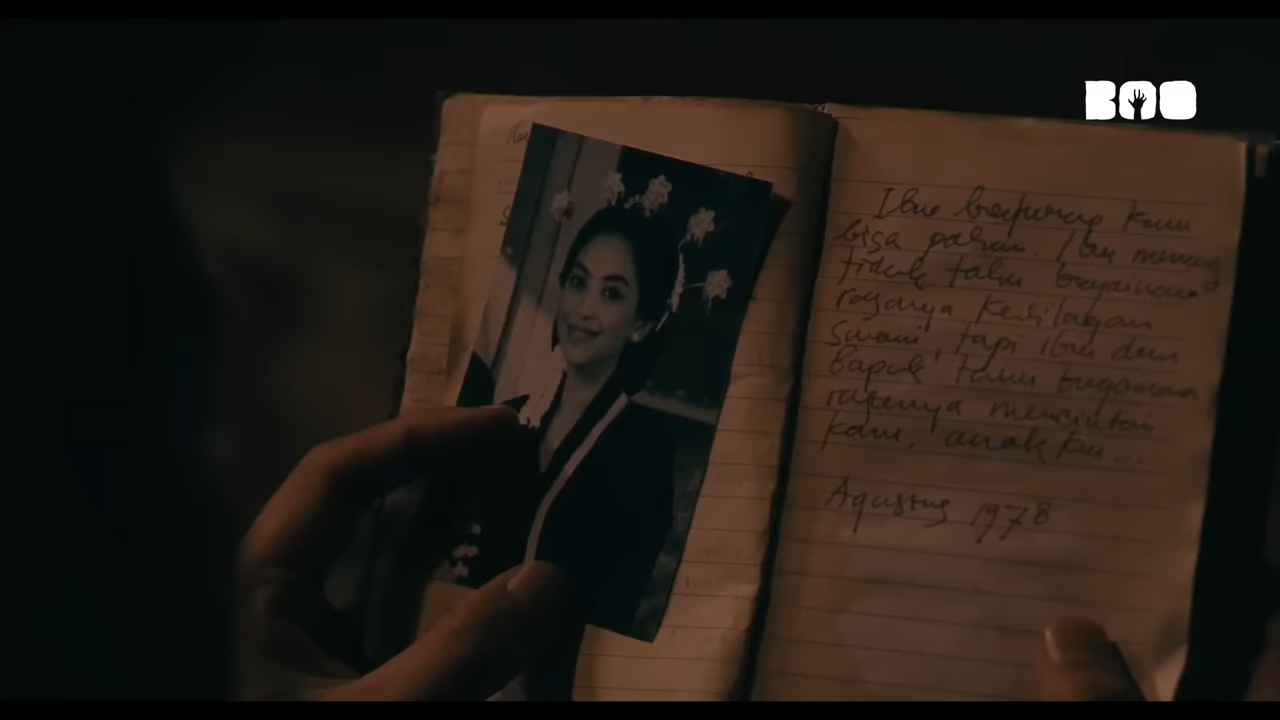 BOO
Ibu berharap kamu
bisa paham. Ibu memang
tidak tahu bagaimana
rasanya kehilangan
suami, tapi Ibu dan
Bapak tahu bagaimana
rasanya mencintai
kamu, anakku...
Agustus 1978